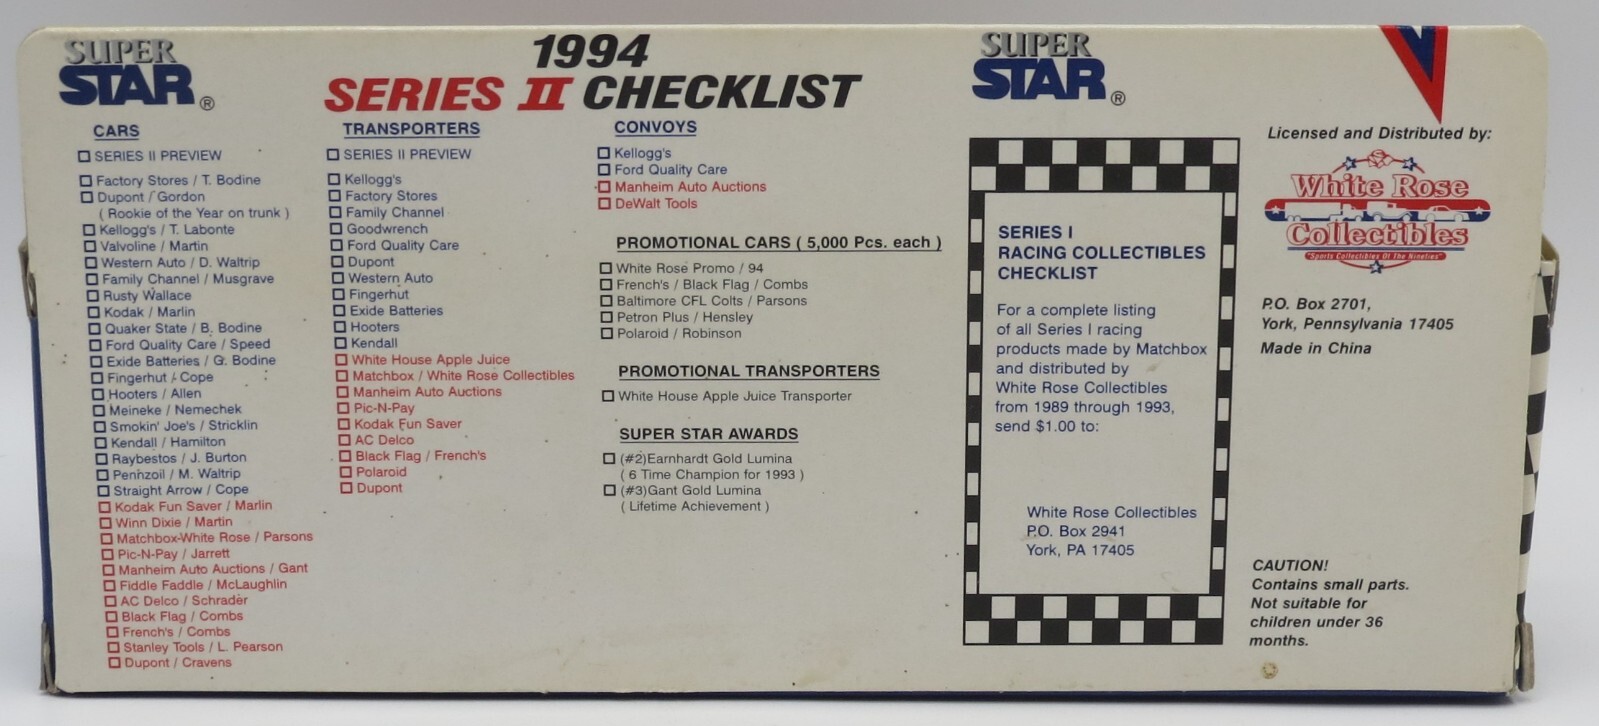 SUPER
STAR®
1994
SERIES II CHECKLIST
CARS
SERIES II PREVIEW
Factory Stores / T. Bodine
Dupont / Gordon
( Rookie of the Year on trunk )
Kellogg's / T. Labonte
Valvoline / Martin
Western Auto / D. Waltrip
Family Channel / Musgrave
Rusty Wallace
Kodak / Marlin
Quaker State / B. Bodine
Ford Quality Care / Speed
Exide Batteries / G. Bodine
Fingerhut / Cope
Hooters / Allen
Meineke / Nemechek
Smokin' Joe's / Stricklin
Kendall / Hamilton
Raybestos / J. Burton
Penhzoil / M. Waltrip
Straight Arrow / Cope
Kodak Fun Saver / Marlin
Winn Dixie / Martin
Matchbox-White Rose / Parsons
Pic-N-Pay / Jarrett
Manheim Auto Auctions / Gant
Fiddle Faddle / McLaughlin
AC Delco / Schrader
Black Flag / Combs
French's / Combs
Stanley Tools / L. Pearson
Dupont / Cravens
TRANSPORTERS
SERIES II PREVIEW
Kellogg's
Factory Stores
Family Channel
Goodwrench
Ford Quality Care
Dupont
Western Auto
Fingerhut
Exide Batteries
Hooters
Kendall
White House Apple Juice
Matchbox / White Rose Collectibles
Manheim Auto Auctions
Pic-N-Pay
Kodak Fun Saver
AC Delco
Black Flag / French's
Polaroid
Dupont
CONVOYS
Kellogg's
Ford Quality Care
Manheim Auto Auctions
DeWalt Tools
PROMOTIONAL CARS ( 5,000 Pcs. each )
White Rose Promo / 94
French's / Black Flag / Combs
Baltimore CFL Colts / Parsons
Petron Plus / Hensley
Polaroid / Robinson
PROMOTIONAL TRANSPORTERS
White House Apple Juice Transporter
SUPER STAR AWARDS
(#2)Earnhardt Gold Lumina
( 6 Time Champion for 1993 )
(#3)Gant Gold Lumina
( Lifetime Achievement )
SUPER
STAR®
SERIES I
RACING COLLECTIBLES
CHECKLIST
For a complete listing
of all Series I racing
products made by Matchbox
and distributed by
White Rose Collectibles
from 1989 through 1993,
send $1.00 to:
White Rose Collectibles
P.O. Box 2941
York, PA 17405
Licensed and Distributed by:
White Rose
Collectibles
"Sports Collectibles Of The Nineties"
P.O. Box 2701,
York, Pennsylvania 17405
Made in China
CAUTION!
Contains small parts.
Not suitable for
children under 36
months.